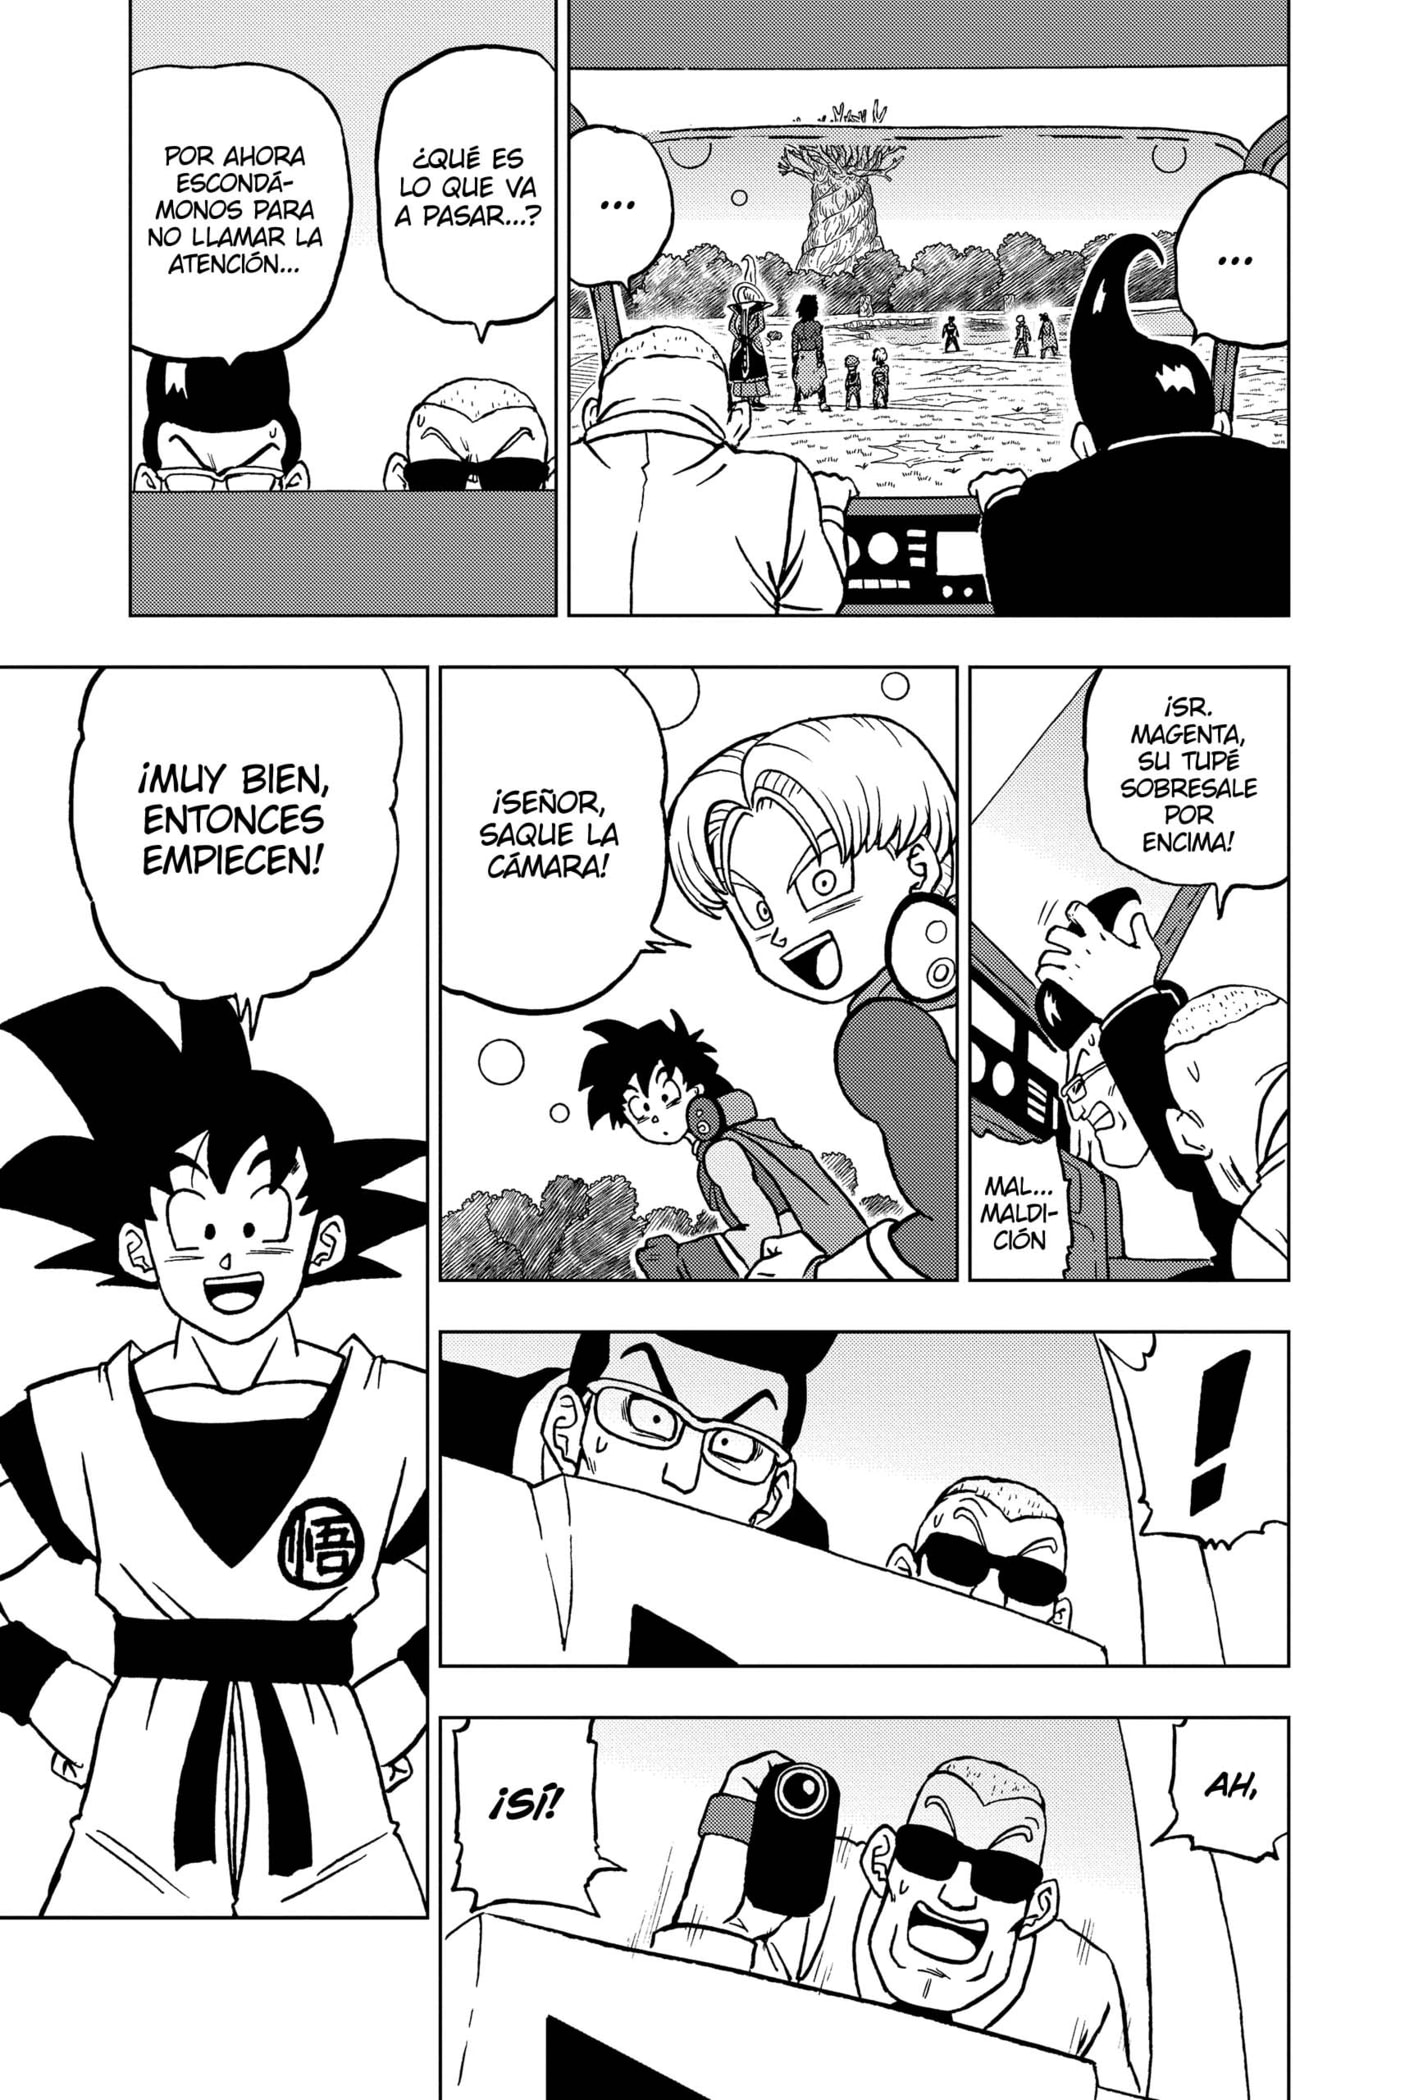 ...
...
¿QUÉ ES
LO QUE VA
A PASAR...?
POR AHORA
ESCONDÁ-
MONOS PARA
NO LLAMAR LA
ATENCIÓN...
¡SR.
MAGENTA,
SU TUPÉ
SOBRESALE
POR
ENCIMA!
MAL...
MALDI-
CIÓN
¡SEÑOR,
SAQUE LA
CÁMARA!
!
AH,
¡SÍ!
¡MUY BIEN,
ENTONCES
EMPIECEN!
悟